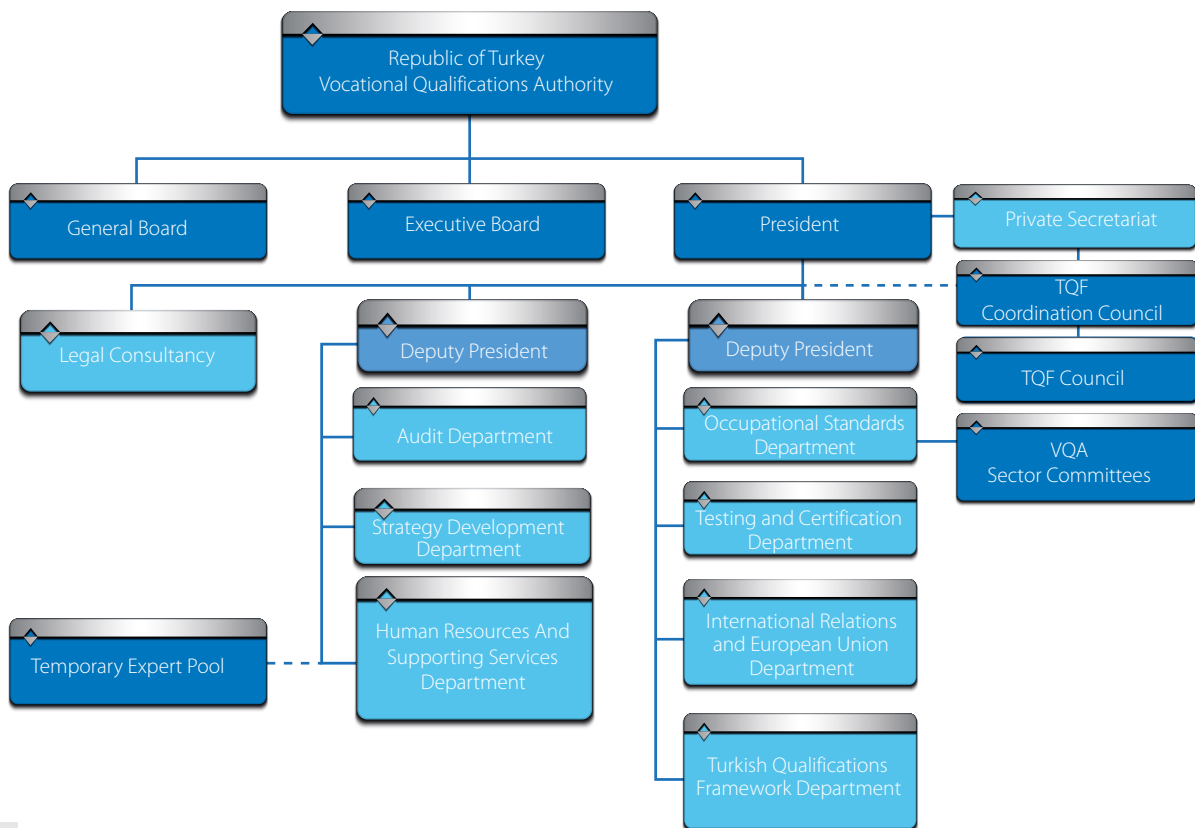 Republic of Turkey
Vocational Qualifications Authority
General Board
Executive Board
President
Private Secretariat
TQF
Coordination Council
Legal Consultancy
Deputy President
Deputy President
TQF Council
Audit Department
Occupational Standards
Department
VQA
Sector Committees
Strategy Development
Department
Testing and Certification
Department
Temporary Expert Pool
Human Resources And
Supporting Services
Department
International Relations
and European Union
Department
Turkish Qualifications
Framework Department